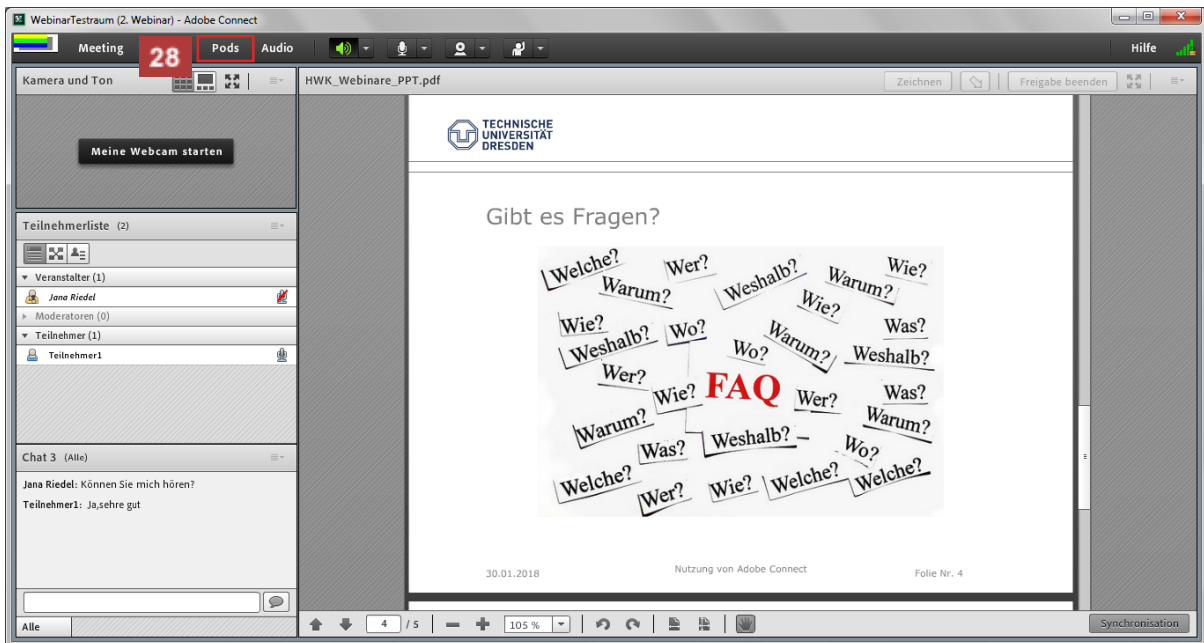 WebinarTestraum (2. Webinar) - Adobe Connect
Meeting 28 Pods Audio Hilfe
Kamera und Ton
HWK_Webinare_PPT.pdf Zeichnen Freigabe beenden
Meine Webcam starten
Teilnehmerliste (2)
Veranstalter (1)
Jana Riedel
Moderatoren (0)
Teilnehmer (1)
Teilnehmer1
Chat 3 (Alle)
Jana Riedel: Können Sie mich hören?
Teilnehmer1: Ja,sehre gut
Alle
TECHNISCHE
UNIVERSITÄT
DRESDEN
Gibt es Fragen?
Welche? Wer? Weshalb? Warum? Wie?
Warum? Wie?
Wie? Wo? Warum? Was?
Weshalb? Wo? Weshalb?
Wer? Wie? FAQ Wer? Was?
Warum? Warum?
Was? Weshalb? Wo?
Welche? Wer? Wie? Welche? Welche?
30.01.2018 Nutzung von Adobe Connect Folie Nr. 4
4 / 5 105 % Synchronisation